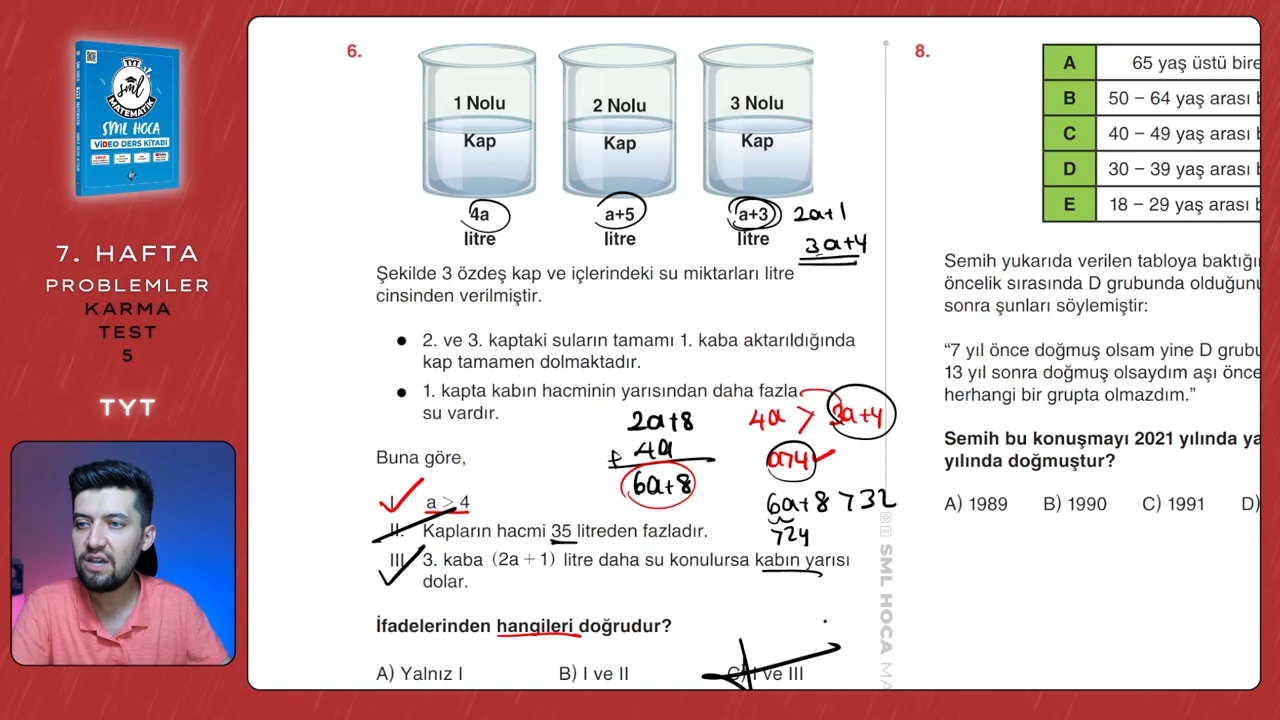 TYT
sml
MATEMATİK
SML HOCA
VİDEO DERS KİTABI
7. HAFTA
PROBLEMLER
KARMA
TEST
5
TYT
6.
1 Nolu
Kap
2 Nolu
Kap
3 Nolu
Kap
4a
litre
a+5
litre
a+3
litre
2a+1
3a+4
Şekilde 3 özdeş kap ve içlerindeki su miktarları litre
cinsinden verilmiştir.
● 2. ve 3. kaptaki suların tamamı 1. kaba aktarıldığında
kap tamamen dolmaktadır.
● 1. kapta kabın hacminin yarısından daha fazla
su vardır.
2a+8
+ 4a
6a+8
4a > 3a+4
a>4
6a+8 > 32
>24
Buna göre,
I. a > 4
II. Kapların hacmi 35 litreden fazladır.
III. 3. kaba (2a + 1) litre daha su konulursa kabın yarısı
dolar.
İfadelerinden hangileri doğrudur?
A) Yalnız I B) I ve II C) I ve III
SML HOCA
8.
A 65 yaş üstü bire
B 50 – 64 yaş arası b
C 40 – 49 yaş arası b
D 30 – 39 yaş arası b
E 18 – 29 yaş arası b
Semih yukarıda verilen tabloya baktığın
öncelik sırasında D grubunda olduğunu
sonra şunları söylemiştir:
“7 yıl önce doğmuş olsam yine D grubu
13 yıl sonra doğmuş olsaydım aşı önce
herhangi bir grupta olmazdım.”
Semih bu konuşmayı 2021 yılında ya
yılında doğmuştur?
A) 1989 B) 1990 C) 1991 D)